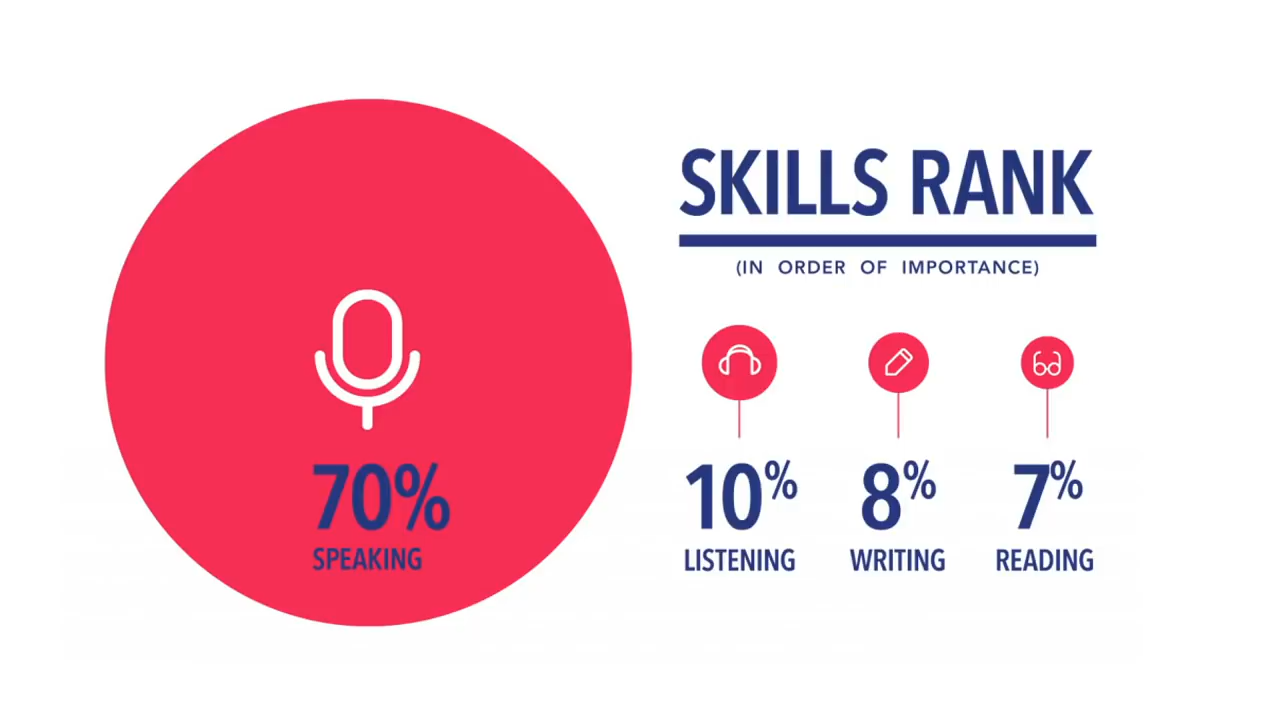 SKILLS RANK
(IN ORDER OF IMPORTANCE)
70%
SPEAKING
10%
LISTENING
8%
WRITING
7%
READING